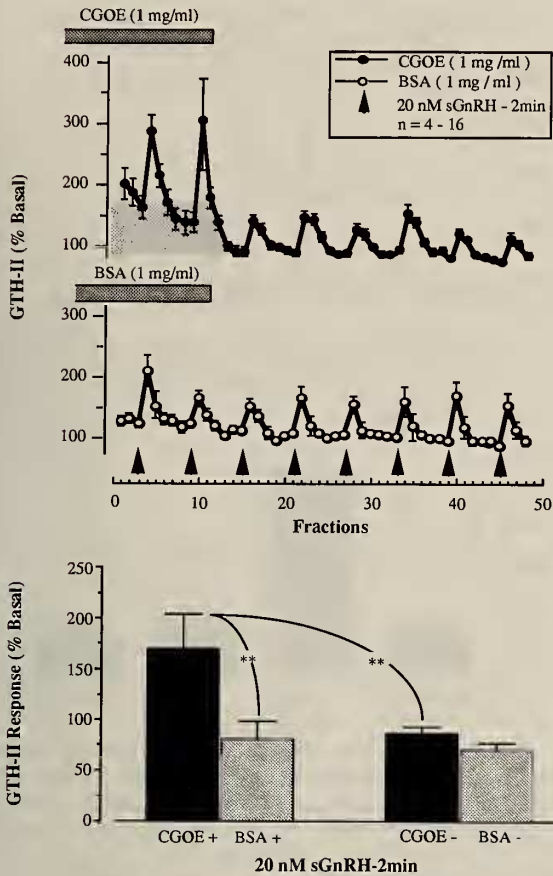 CGOE (1 mg/ml)
400
300
200
100
GTH-II (% Basal)
CGOE ( 1 mg /ml )
BSA ( 1 mg / ml )
20 nM sGnRH - 2min
n = 4 - 16
BSA (1 mg/ml)
300
200
100
0 10 20 30 40 50
Fractions
GTH-II Response (% Basal)
250
200
150
100
50
0
**
**
CGOE + BSA + CGOE - BSA -
20 nM sGnRH-2min